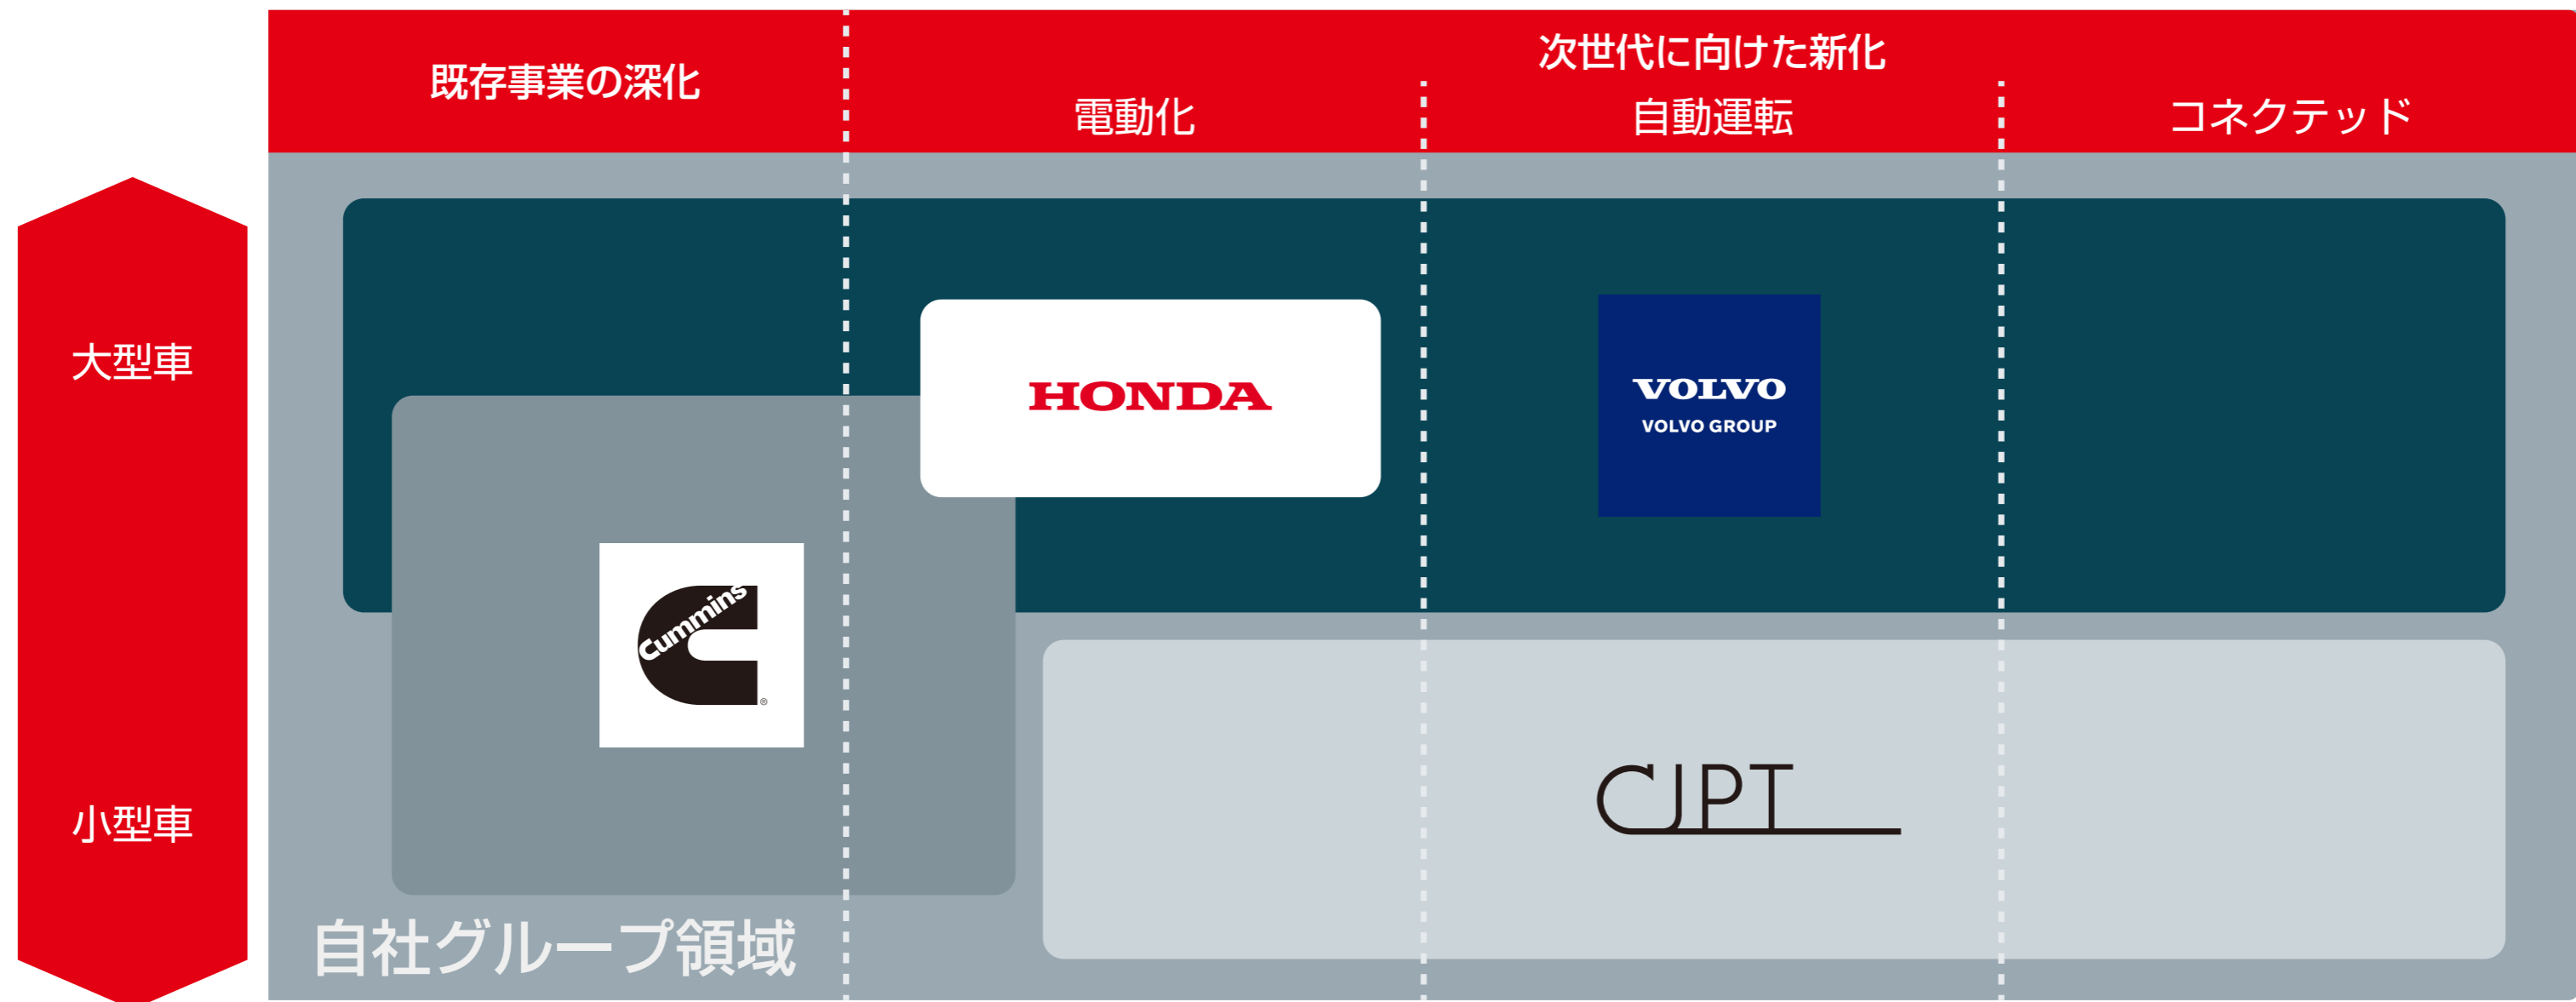 既存事業の深化
次世代に向けた新化
電動化
自動運転
コネクテッド
大型車
HONDA
VOLVO
VOLVO GROUP
Cummins
®
小型車
CJPT
自社グループ領域